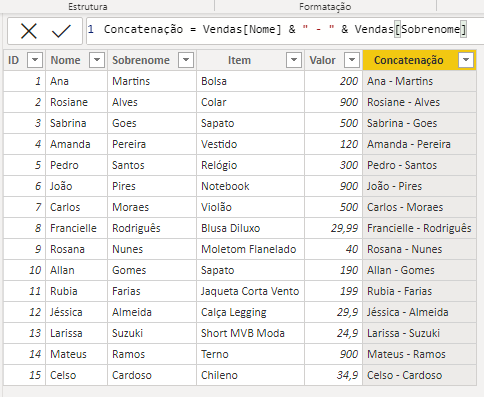 Estrutura Formatação
1 Concatenação = Vendas[Nome] & " - " & Vendas[Sobrenome]
ID Nome Sobrenome Item Valor Concatenação
1 Ana Martins Bolsa 200 Ana - Martins
2 Rosiane Alves Colar 900 Rosiane - Alves
3 Sabrina Goes Sapato 500 Sabrina - Goes
4 Amanda Pereira Vestido 120 Amanda - Pereira
5 Pedro Santos Relógio 300 Pedro - Santos
6 João Pires Notebook 900 João - Pires
7 Carlos Moraes Violão 500 Carlos - Moraes
8 Francielle Rodriguês Blusa Diluxo 29,99 Francielle - Rodriguês
9 Rosana Nunes Moletom Flanelado 40 Rosana - Nunes
10 Allan Gomes Sapato 190 Allan - Gomes
11 Rubia Farias Jaqueta Corta Vento 199 Rubia - Farias
12 Jéssica Almeida Calça Legging 29,9 Jéssica - Almeida
13 Larissa Suzuki Short MVB Moda 24,9 Larissa - Suzuki
14 Mateus Ramos Terno 900 Mateus - Ramos
15 Celso Cardoso Chileno 34,9 Celso - Cardoso